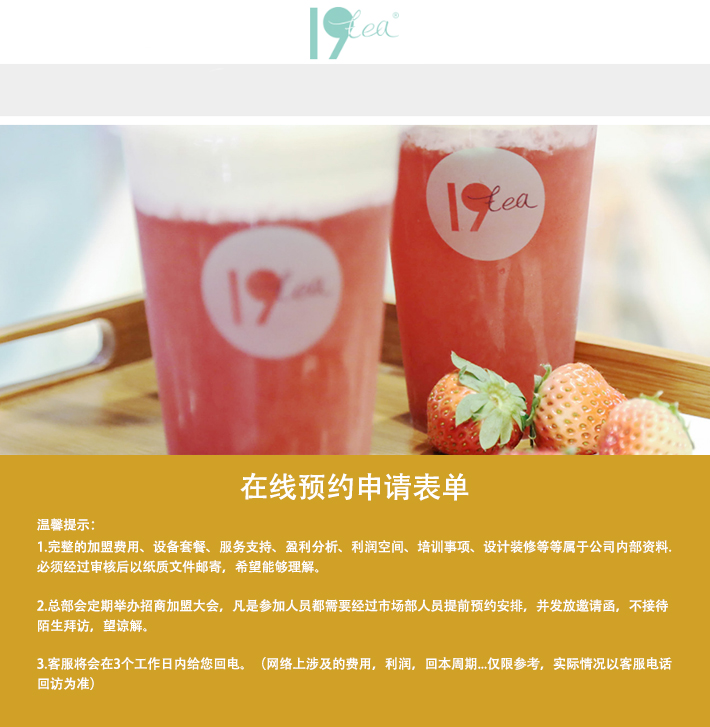 19tea®
19tea
19tea
在线预约申请表单
温馨提示：
1.完整的加盟费用、设备套餐、服务支持、盈利分析、利润空间、培训事项、设计装修等等属于公司内部资料.
必须经过审核后以纸质文件邮寄，希望能够理解。
2.总部会定期举办招商加盟大会，凡是参加人员都需要经过市场部人员提前预约安排，并发放邀请函，不接待
陌生拜访，望谅解。
3.客服将会在3个工作日内给您回电。（网络上涉及的费用，利润，回本周期...仅限参考，实际情况以客服电话
回访为准）